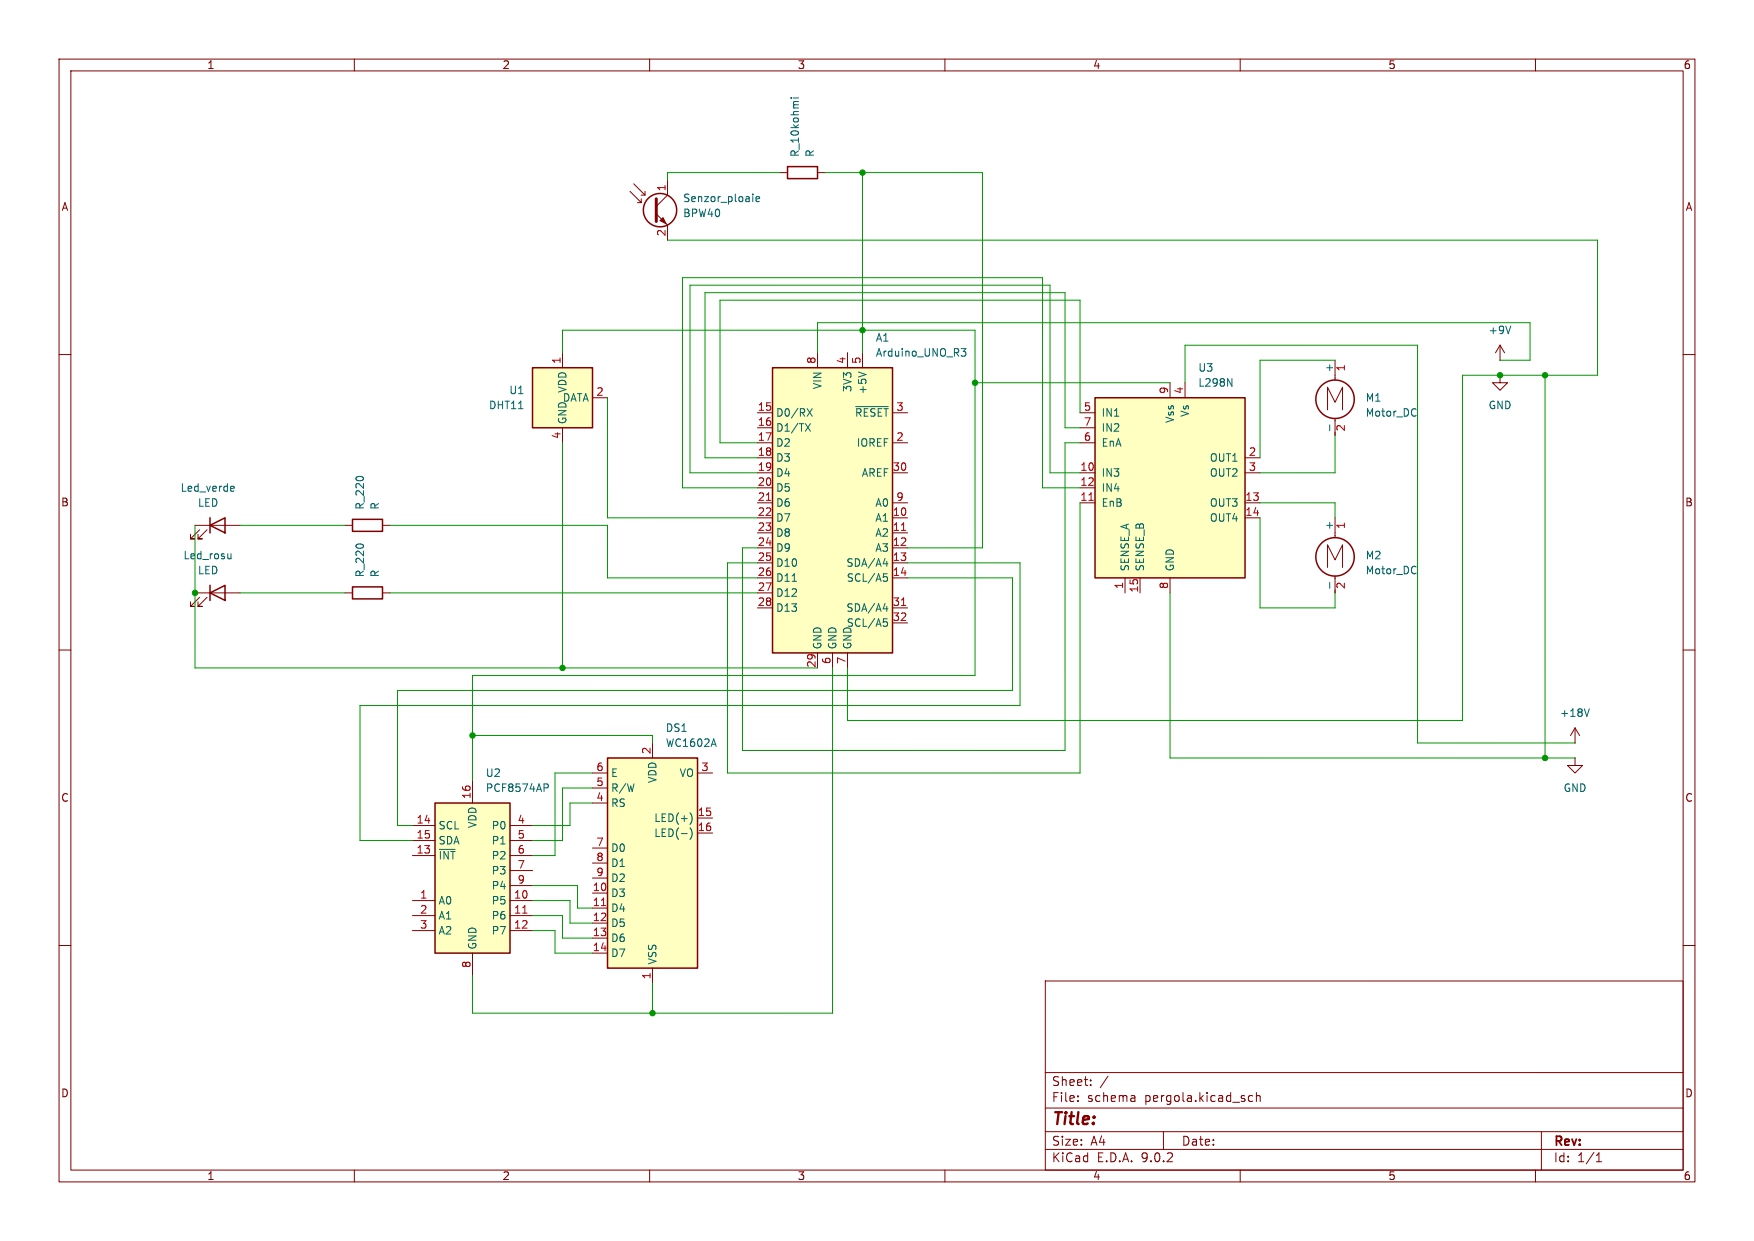 1 2 3 4 5 6
A
B
C
D
R_10kohmi
R
1
Senzor_ploaie
BPW40
2
U1
DHT11
1
VDD
DATA 2
GND
4
Led_verde
LED
R_220
R
Led_rosu
LED
R_220
R
A1
Arduino_UNO_R3
8 4 5
VIN 3V3 +5V
15 D0/RX
16 D1/TX
17 D2
18 D3
19 D4
20 D5
21 D6
22 D7
23 D8
24 D9
25 D10
26 D11
27 D12
28 D13
RESET 3
IOREF 2
AREF 30
A0 9
A1 10
A2 11
A3 12
SDA/A4 13
SCL/A5 14
SDA/A4 31
SCL/A5 32
GND GND GND
29 6 7
U3
L298N
9 4
Vss Vs
5 IN1
7 IN2
6 EnA
10 IN3
12 IN4
11 EnB
OUT1 2
OUT2 3
OUT3 13
OUT4 14
SENSE_A SENSE_B GND
1 15 8
+ 1
M
M1
Motor_DC
- 2
+ 1
M
M2
Motor_DC
- 2
+9V
GND
+18V
GND
U2
PCF8574AP
16
VDD
14 SCL
15 SDA
13 INT
1 A0
2 A1
3 A2
P0 4
P1 5
P2 6
P3 7
P4 9
P5 10
P6 11
P7 12
GND
8
DS1
WC1602A
2
VDD
6 E
5 R/W
4 RS
7 D0
8 D1
9 D2
10 D3
11 D4
12 D5
13 D6
14 D7
VO 3
LED(+) 15
LED(-) 16
VSS
1
Sheet: /
File: schema pergola.kicad_sch
Title:
Size: A4 Date: Rev:
KiCad E.D.A. 9.0.2 Id: 1/1
A
B
C
D
1 2 3 4 5 6